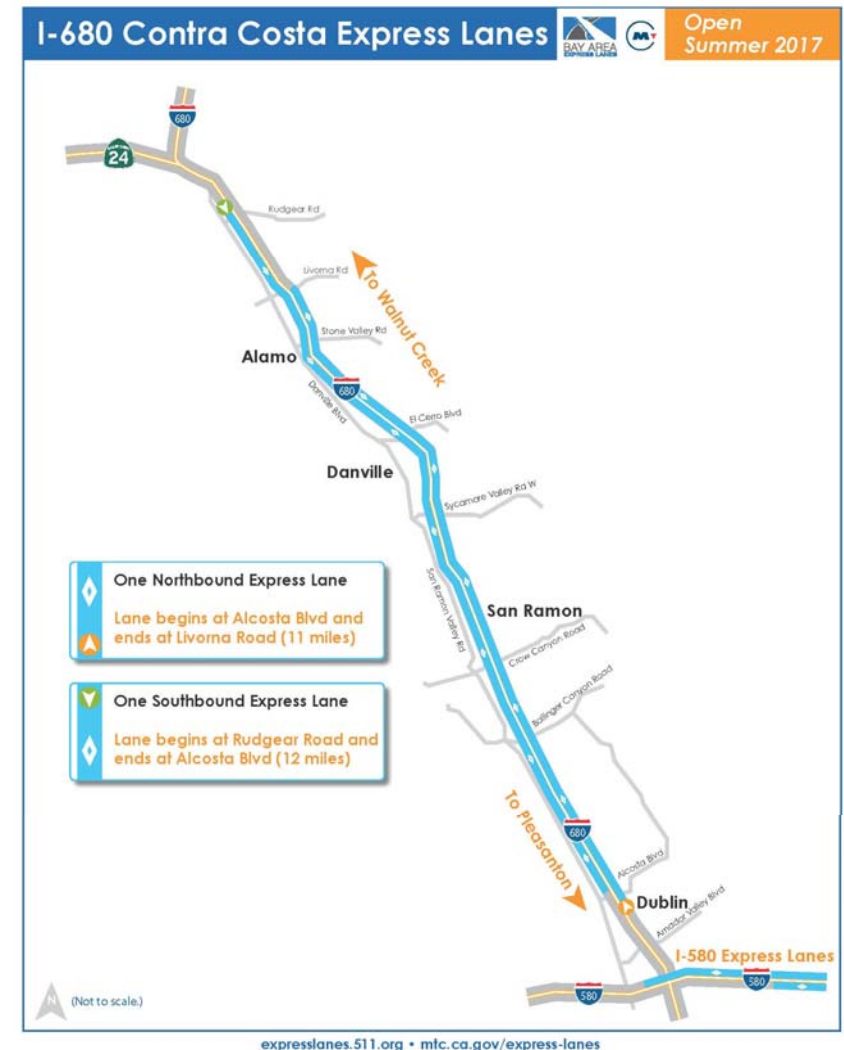 I-680 Contra Costa Express Lanes
BAY AREA
EXPRESS LANES
M
Open
Summer 2017
680
24
Rudgear Rd
Livorna Rd
To Walnut Creek
Stone Valley Rd
Alamo
680
Danville Blvd
El Cerro Blvd
Danville
Sycamore Valley Rd W
One Northbound Express Lane
Lane begins at Alcosta Blvd and
ends at Livorna Road (11 miles)
San Ramon Valley Rd
San Ramon
Crow Canyon Road
One Southbound Express Lane
Lane begins at Rudgear Road and
ends at Alcosta Blvd (12 miles)
Bollinger Canyon Road
To Pleasanton
680
Alcosta Blvd
Dublin
Amador Valley Blvd
I-580 Express Lanes
580
580
N
(Not to scale.)
expresslanes.511.org • mtc.ca.gov/express-lanes